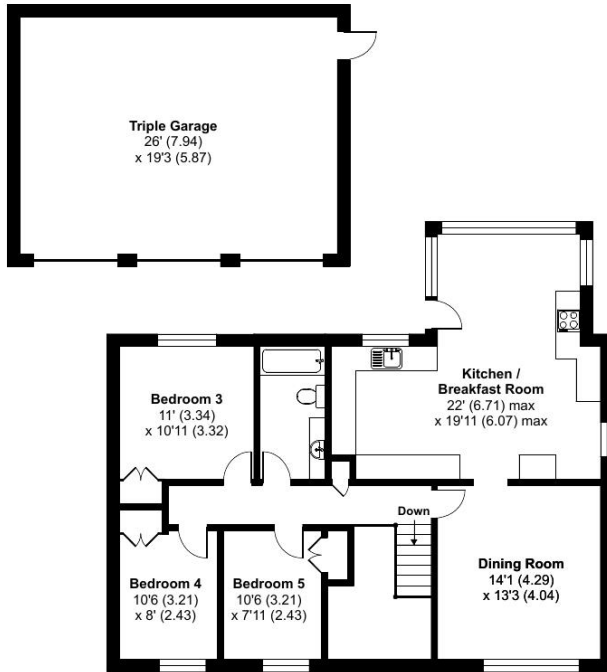 Triple Garage
26' (7.94)
x 19'3 (5.87)
Kitchen /
Breakfast Room
22' (6.71) max
x 19'11 (6.07) max
Bedroom 3
11' (3.34)
x 10'11 (3.32)
Down
Dining Room
14'1 (4.29)
x 13'3 (4.04)
Bedroom 4
10'6 (3.21)
x 8' (2.43)
Bedroom 5
10'6 (3.21)
x 7'11 (2.43)